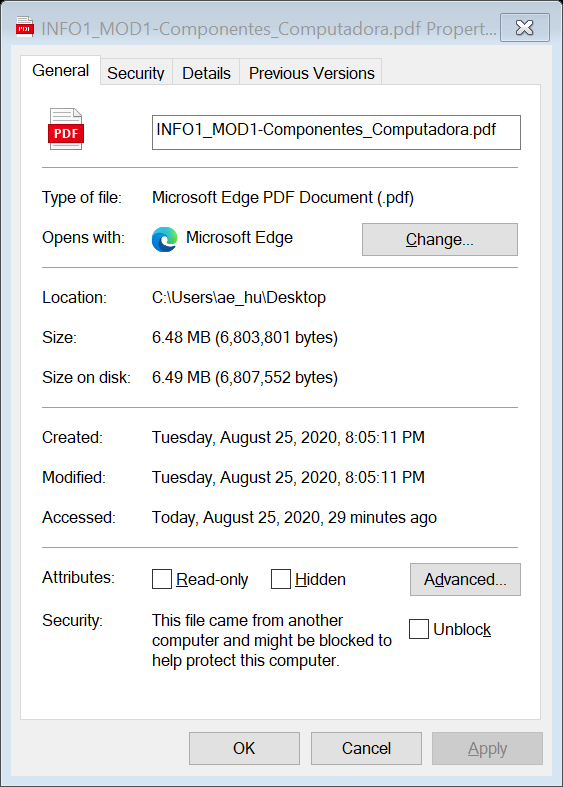 INFO1_MOD1-Componentes_Computadora.pdf Propert...
General Security Details Previous Versions
PDF
INFO1_MOD1-Componentes_Computadora.pdf
Type of file: Microsoft Edge PDF Document (.pdf)
Opens with: Microsoft Edge Change...
Location: C:\Users\ae_hu\Desktop
Size: 6.48 MB (6,803,801 bytes)
Size on disk: 6.49 MB (6,807,552 bytes)
Created: Tuesday, August 25, 2020, 8:05:11 PM
Modified: Tuesday, August 25, 2020, 8:05:11 PM
Accessed: Today, August 25, 2020, 29 minutes ago
Attributes: Read-only Hidden Advanced...
Security: This file came from another
computer and might be blocked to
help protect this computer.
Unblock
OK Cancel Apply